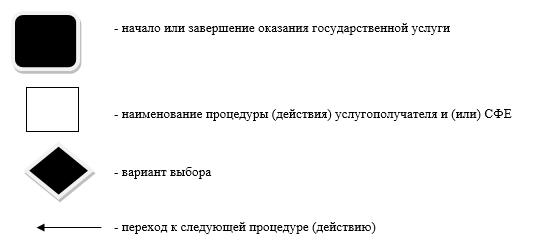 - начало или завершение оказания государственной услуги
- наименование процедуры (действия) услугополучателя и (или) СФЕ
- вариант выбора
- переход к следующей процедуре (действию)